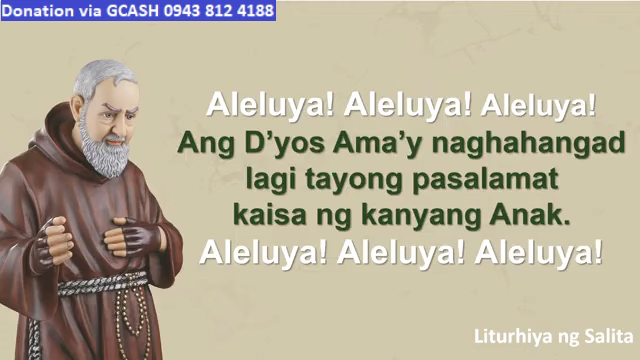 Donation via GCASH 0943 812 4188
Aleluya! Aleluya! Aleluya!
Ang D’yos Ama’y naghahangad
lagi tayong pasalamat
kaisa ng kanyang Anak.
Aleluya! Aleluya! Aleluya!
Liturhiya ng Salita